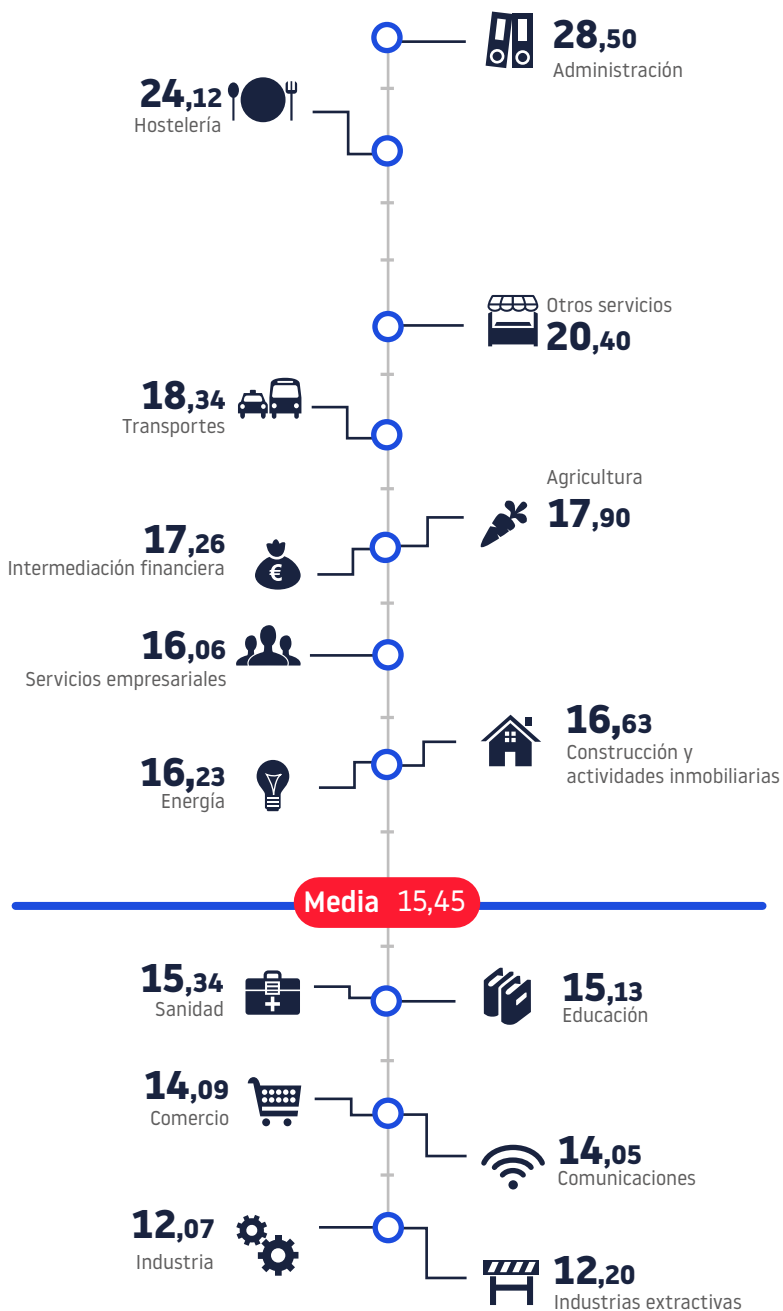 28,50
Administración
24,12
Hostelería
Otros servicios
20,40
18,34
Transportes
Agricultura
17,90
17,26
Intermediación financiera
€
16,06
Servicios empresariales
16,63
Construcción y
actividades inmobiliarias
16,23
Energía
Media 15,45
15,34
Sanidad
15,13
Educación
14,09
Comercio
14,05
Comunicaciones
12,07
Industria
12,20
Industrias extractivas